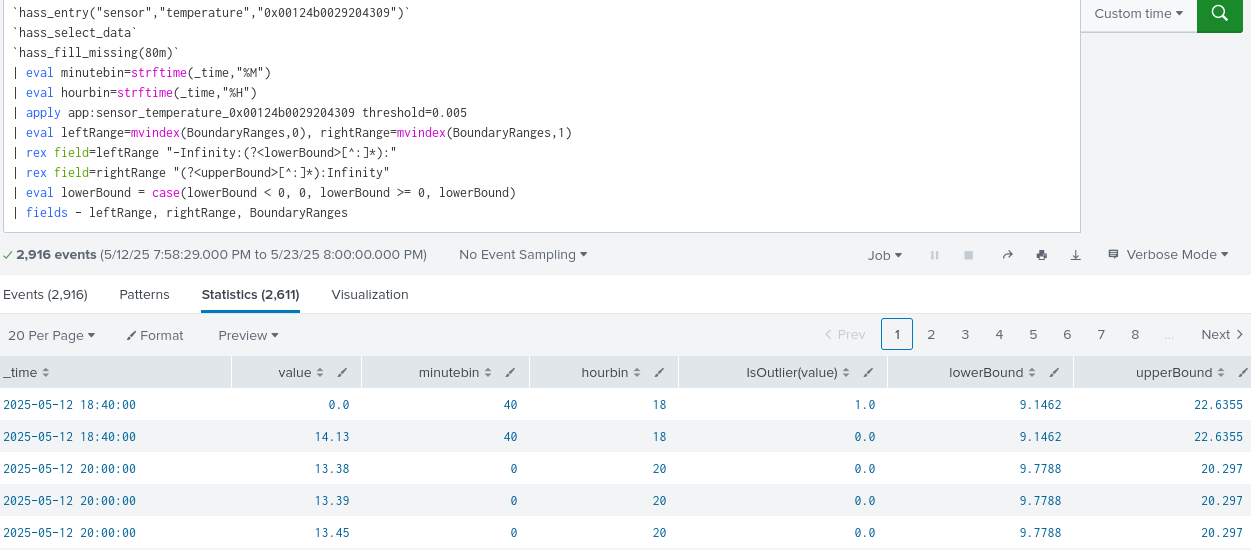 `hass_entry("sensor","temperature","0x00124b0029204309")`
Custom time
`hass_select_data`
`hass_fill_missing(80m)`
| eval minutebin=strftime(_time,"%M")
| eval hourbin=strftime(_time,"%H")
| apply app:sensor_temperature_0x00124b0029204309 threshold=0.005
| eval leftRange=mvindex(BoundaryRanges,0), rightRange=mvindex(BoundaryRanges,1)
| rex field=leftRange "-Infinity:(?<lowerBound>[^:]*):"
| rex field=rightRange "(?<upperBound>[^:]*):Infinity"
| eval lowerBound = case(lowerBound < 0, 0, lowerBound >= 0, lowerBound)
| fields - leftRange, rightRange, BoundaryRanges
2,916 events (5/12/25 7:58:29.000 PM to 5/23/25 8:00:00.000 PM) No Event Sampling Job Verbose Mode
Events (2,916) Patterns Statistics (2,611) Visualization
20 Per Page Format Preview Prev 1 2 3 4 5 6 7 8 ... Next
_time value minutebin hourbin IsOutlier(value) lowerBound upperBound
2025-05-12 18:40:00 0.0 40 18 1.0 9.1462 22.6355
2025-05-12 18:40:00 14.13 40 18 0.0 9.1462 22.6355
2025-05-12 20:00:00 13.38 0 20 0.0 9.7788 20.297
2025-05-12 20:00:00 13.39 0 20 0.0 9.7788 20.297
2025-05-12 20:00:00 13.45 0 20 0.0 9.7788 20.297